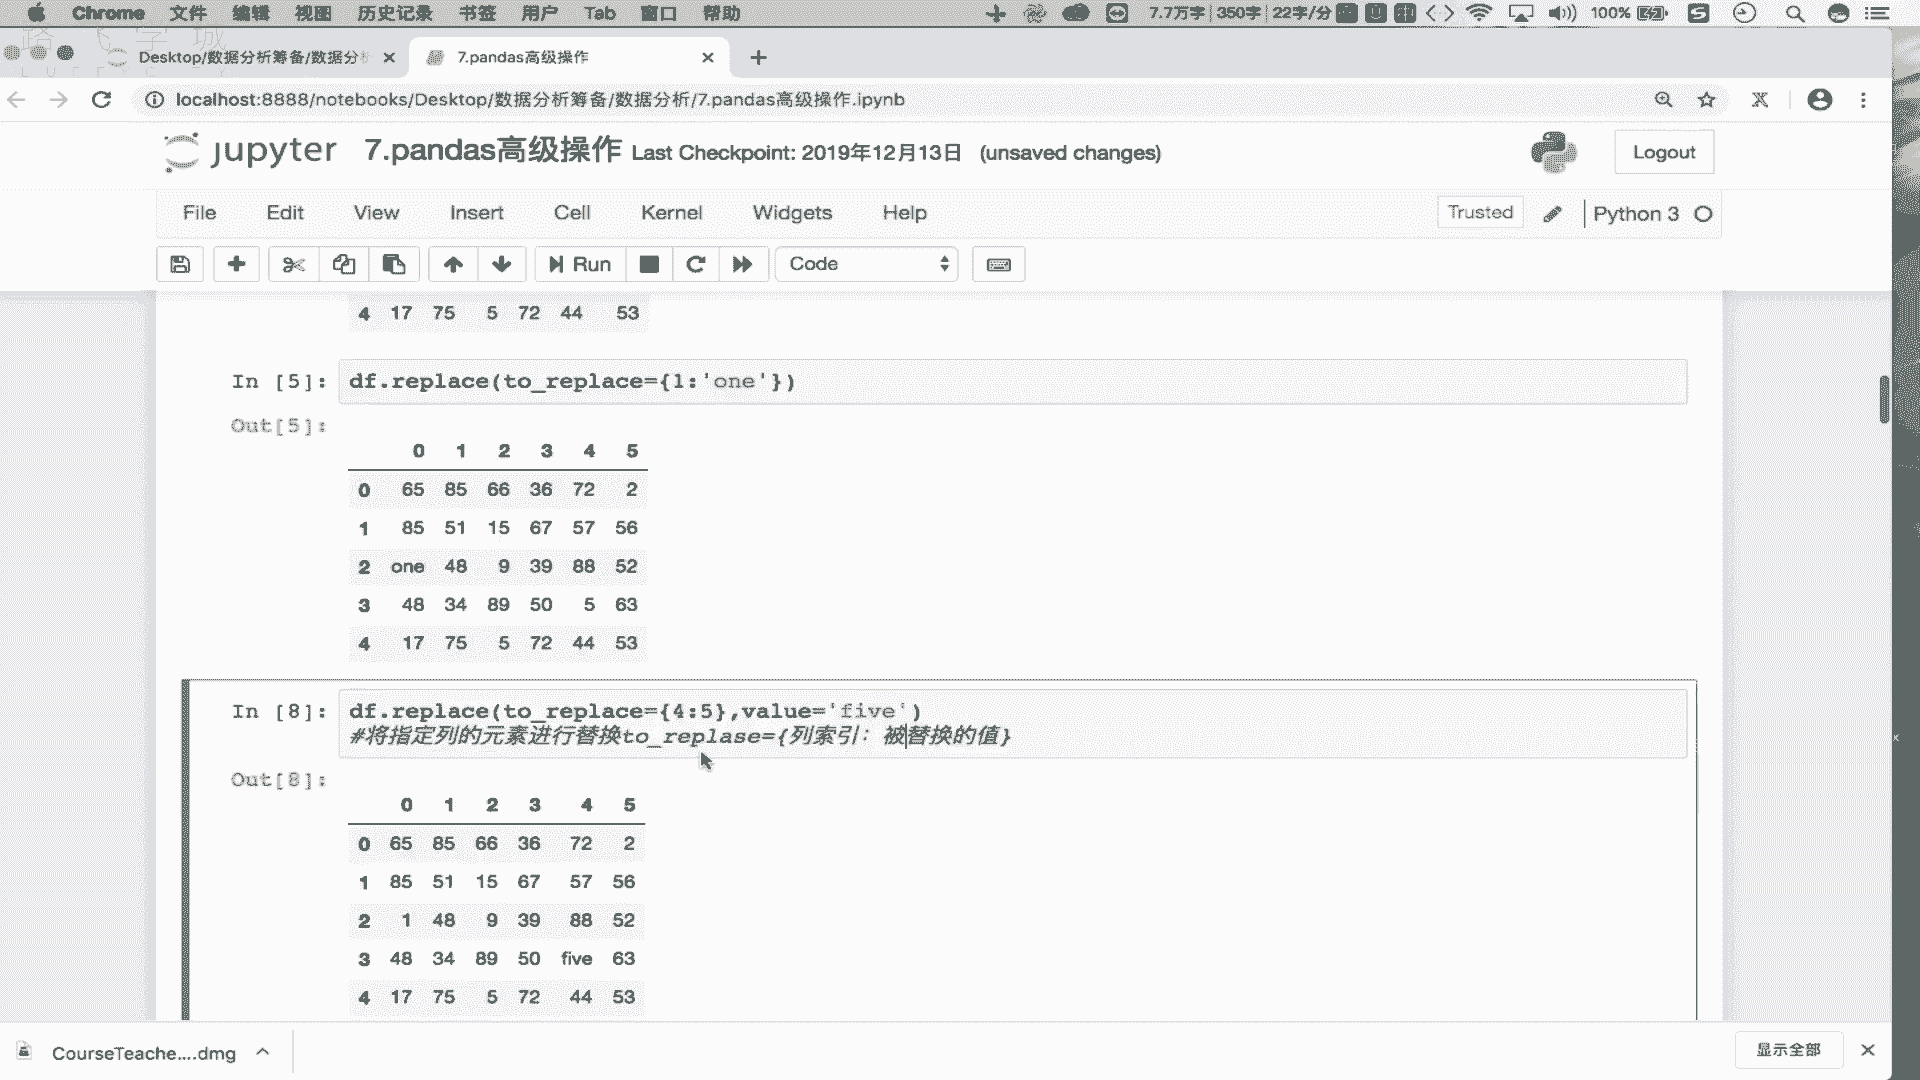 Chrome 文件 编辑 视图 历史记录 书签 用户 Tab 窗口 帮助 7.7万字 350字 22字/分 100%
Desktop/数据分析筹备/数据分 7.pandas高级操作
localhost:8888/notebooks/Desktop/数据分析筹备/数据分析/7.pandas高级操作.ipynb
jupyter 7.pandas高级操作 Last Checkpoint: 2019年12月13日 (unsaved changes) Logout
File Edit View Insert Cell Kernel Widgets Help Trusted Python 3
Run Code
4 17 75 5 72 44 53
In [5]: df.replace(to_replace={1:'one'})
Out[5]:
0 1 2 3 4 5
0 65 85 66 36 72 2
1 85 51 15 67 57 56
2 one 48 9 39 88 52
3 48 34 89 50 5 63
4 17 75 5 72 44 53
In [8]: df.replace(to_replace={4:5},value='five')
#将指定列的元素进行替换to_replase={列索引：被替换的值}
Out[8]:
0 1 2 3 4 5
0 65 85 66 36 72 2
1 85 51 15 67 57 56
2 1 48 9 39 88 52
3 48 34 89 50 five 63
4 17 75 5 72 44 53
CourseTeache....dmg 显示全部